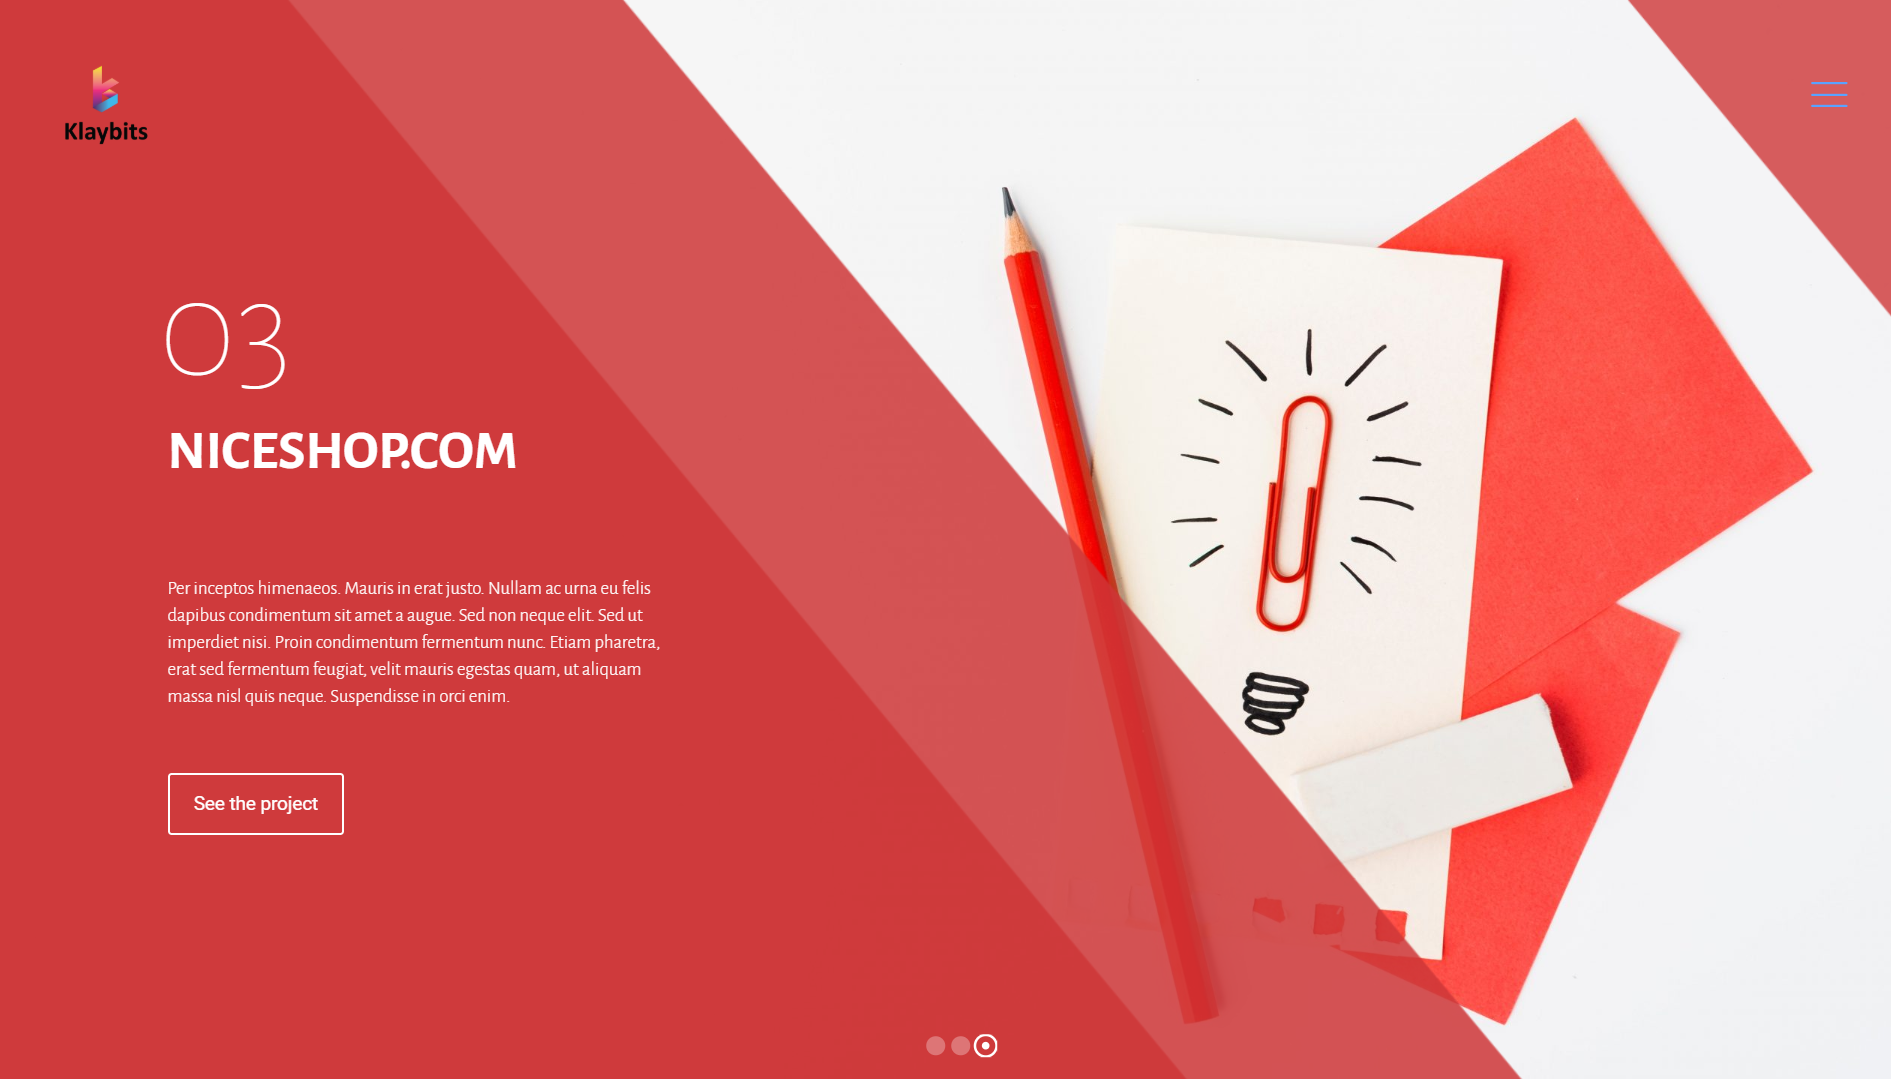 Klaybits
03
NICESHOP.COM
Per inceptos himenaeos. Mauris in erat justo. Nullam ac urna eu felis
dapibus condimentum sit amet a augue. Sed non neque elit. Sed ut
imperdiet nisi. Proin condimentum fermentum nunc. Etiam pharetra,
erat sed fermentum feugiat, velit mauris egestas quam, ut aliquam
massa nisl quis neque. Suspendisse in orci enim.
See the project